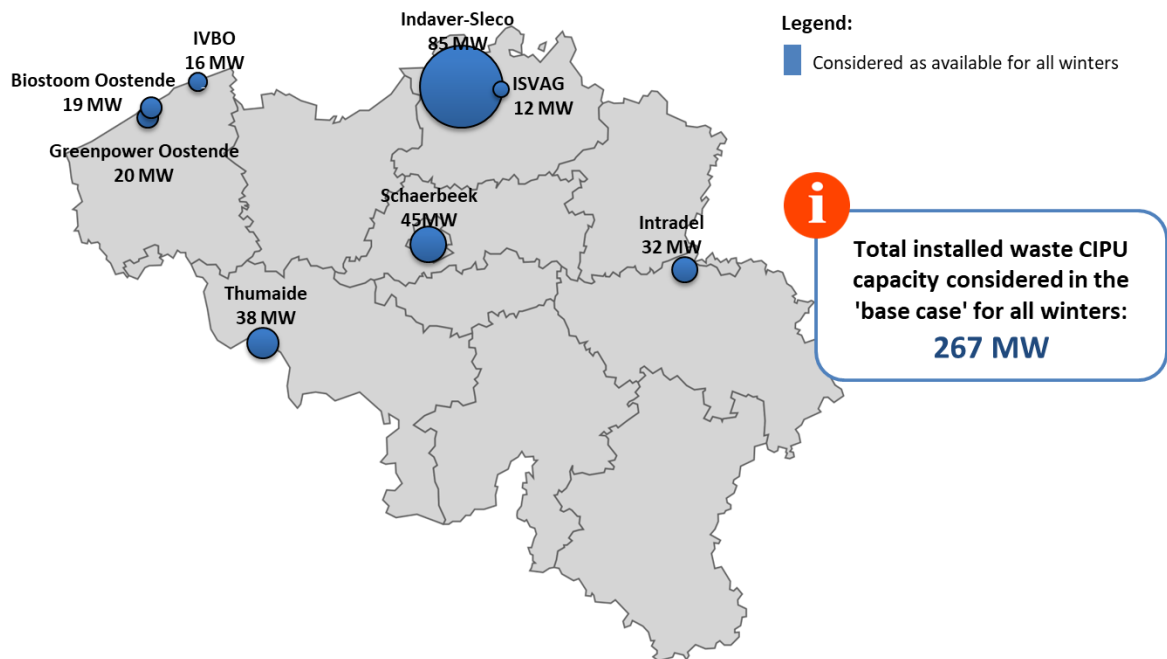 Indaver-Sleco
85 MW
Legend:
Considered as available for all winters
IVBO
16 MW
Biostoom Oostende
19 MW
ISVAG
12 MW
Greenpower Oostende
20 MW
Schaerbeek
45MW
Intradel
32 MW
i
Total installed waste CIPU
capacity considered in the
'base case' for all winters:
267 MW
Thumaide
38 MW